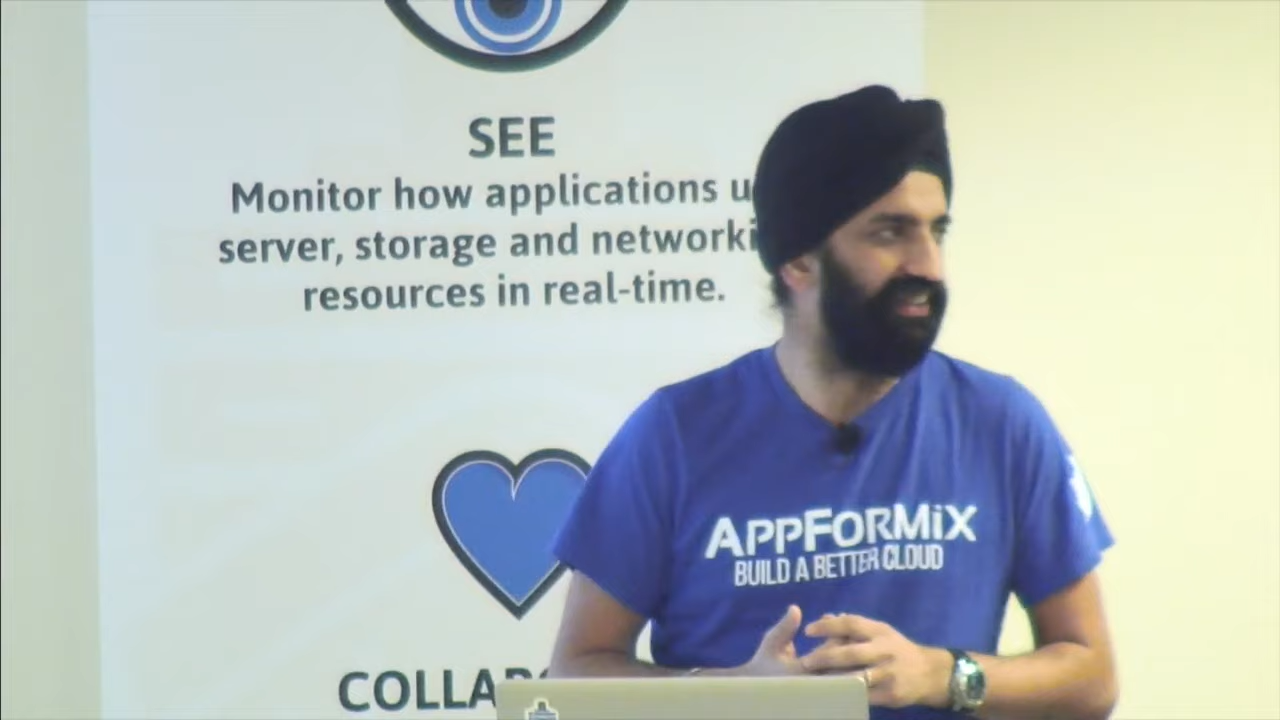 SEE
Monitor how applications u
server, storage and networki
resources in real-time.
APPFORMiX
BUILD A BETTER CLOUD
COLLA